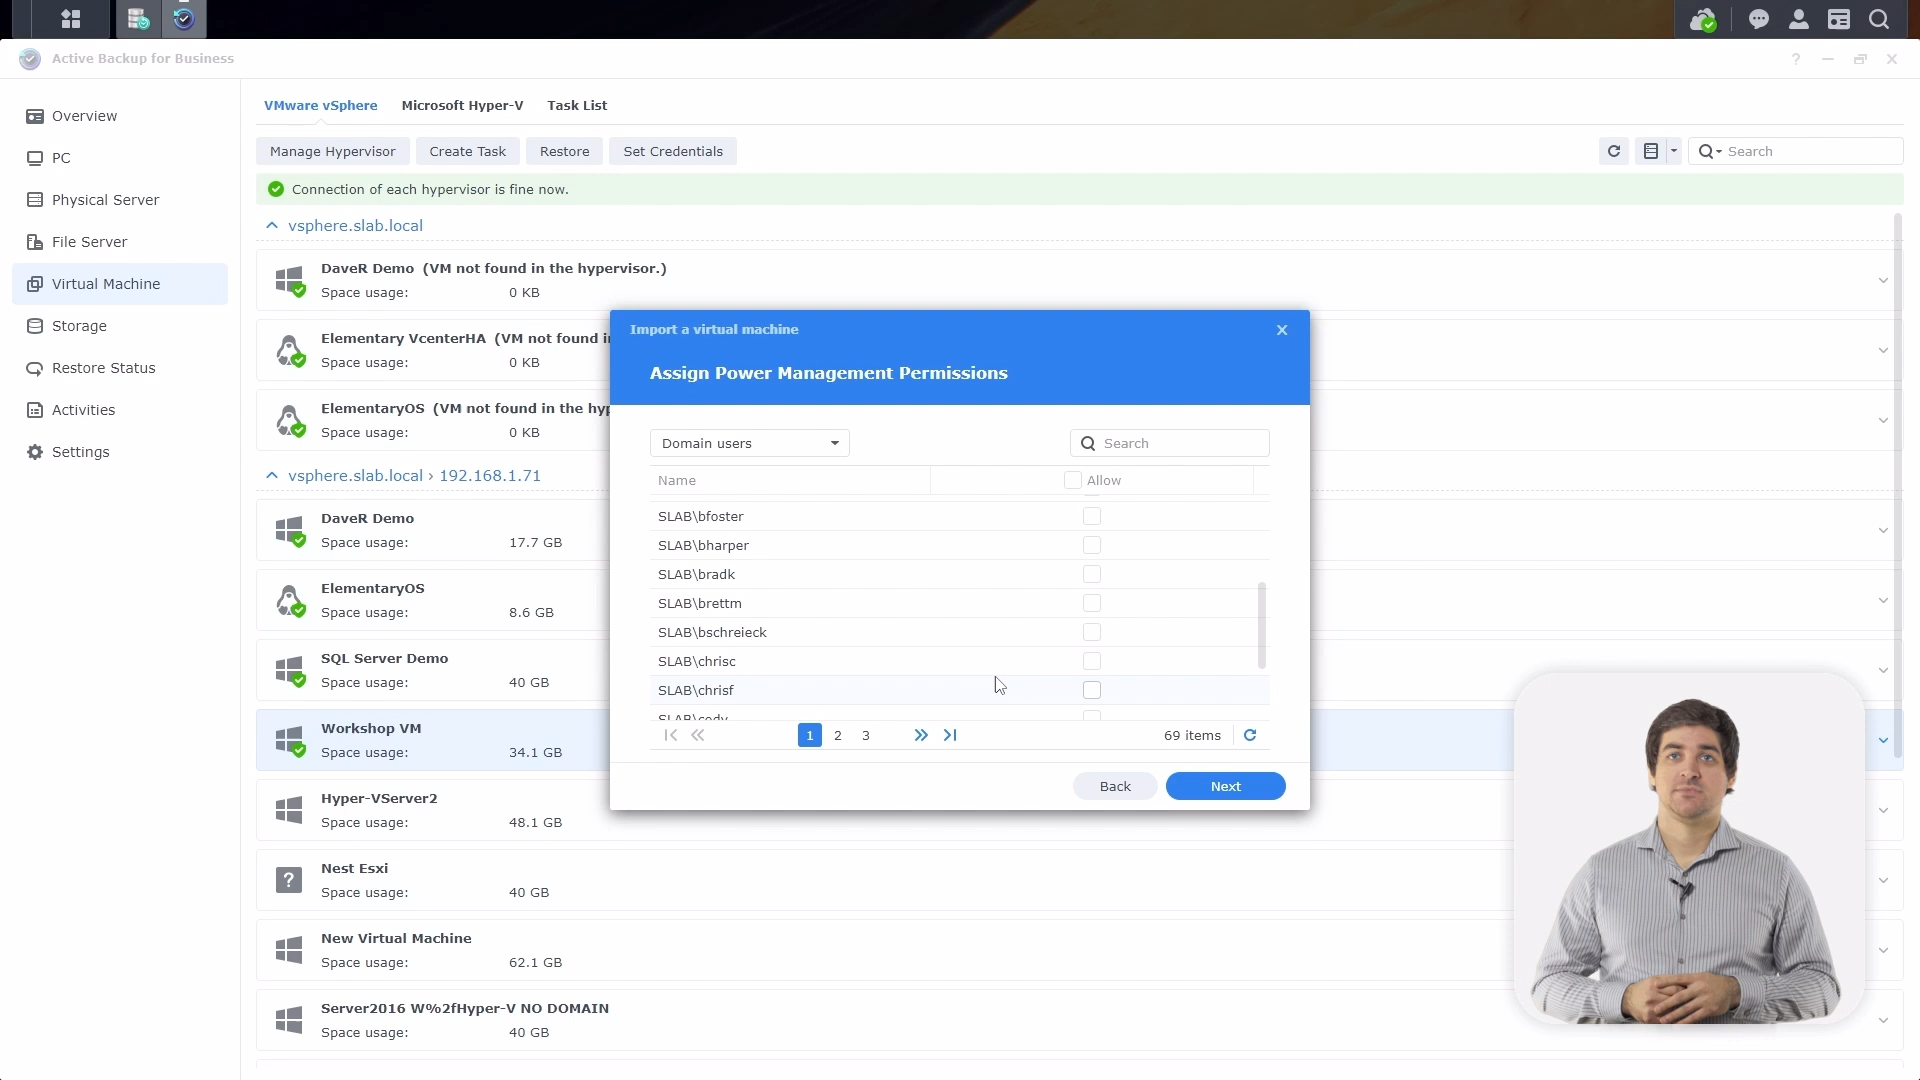 Active Backup for Business
?
Overview
PC
Physical Server
File Server
Virtual Machine
Storage
Restore Status
Activities
Settings
VMware vSphere
Microsoft Hyper-V
Task List
Manage Hypervisor
Create Task
Restore
Set Credentials
Search
Connection of each hypervisor is fine now.
vsphere.slab.local
DaveR Demo (VM not found in the hypervisor.)
Space usage: 0 KB
Elementary VcenterHA (VM not found i
Space usage: 0 KB
ElementaryOS (VM not found in the hyp
Space usage: 0 KB
vsphere.slab.local › 192.168.1.71
DaveR Demo
Space usage: 17.7 GB
ElementaryOS
Space usage: 8.6 GB
SQL Server Demo
Space usage: 40 GB
Workshop VM
Space usage: 34.1 GB
Hyper-VServer2
Space usage: 48.1 GB
?
Nest Esxi
Space usage: 40 GB
New Virtual Machine
Space usage: 62.1 GB
Server2016 W%2fHyper-V NO DOMAIN
Space usage: 40 GB
Import a virtual machine
Assign Power Management Permissions
Domain users
Search
Name
Allow
SLAB\bfoster
SLAB\bharper
SLAB\bradk
SLAB\brettm
SLAB\bschreieck
SLAB\chrisc
SLAB\chrisf
SLAB\cody
1 2 3
69 items
Back
Next